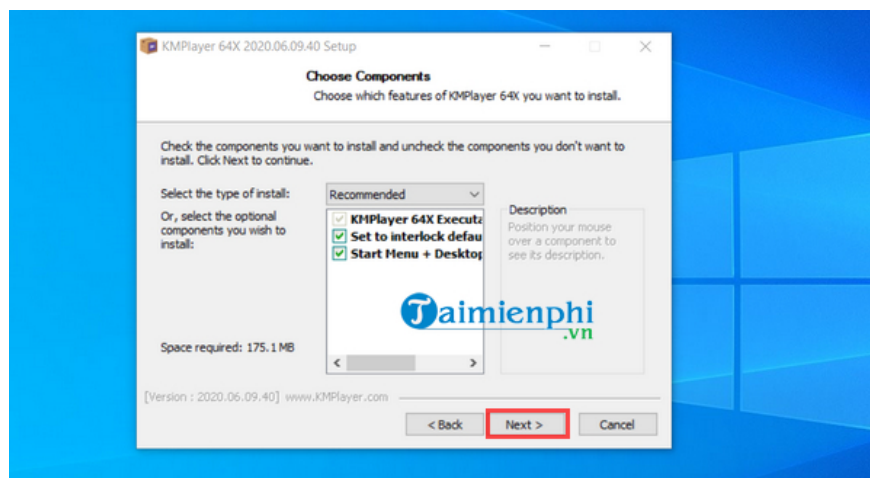 KMPlayer 64X 2020.06.09.40 Setup
Choose Components
Choose which features of KMPlayer 64X you want to install.
Check the components you want to install and uncheck the components you don't want to
install. Click Next to continue.
Select the type of install:
Recommended
Or, select the optional
components you wish to
install:
KMPlayer 64X Executa
Set to interlock defau
Start Menu + Desktop
Description
Position your mouse
over a component to
see its description.
Taimienphi
.vn
Space required: 175.1MB
[Version : 2020.06.09.40] www.KMPlayer.com
< Back
Next >
Cancel